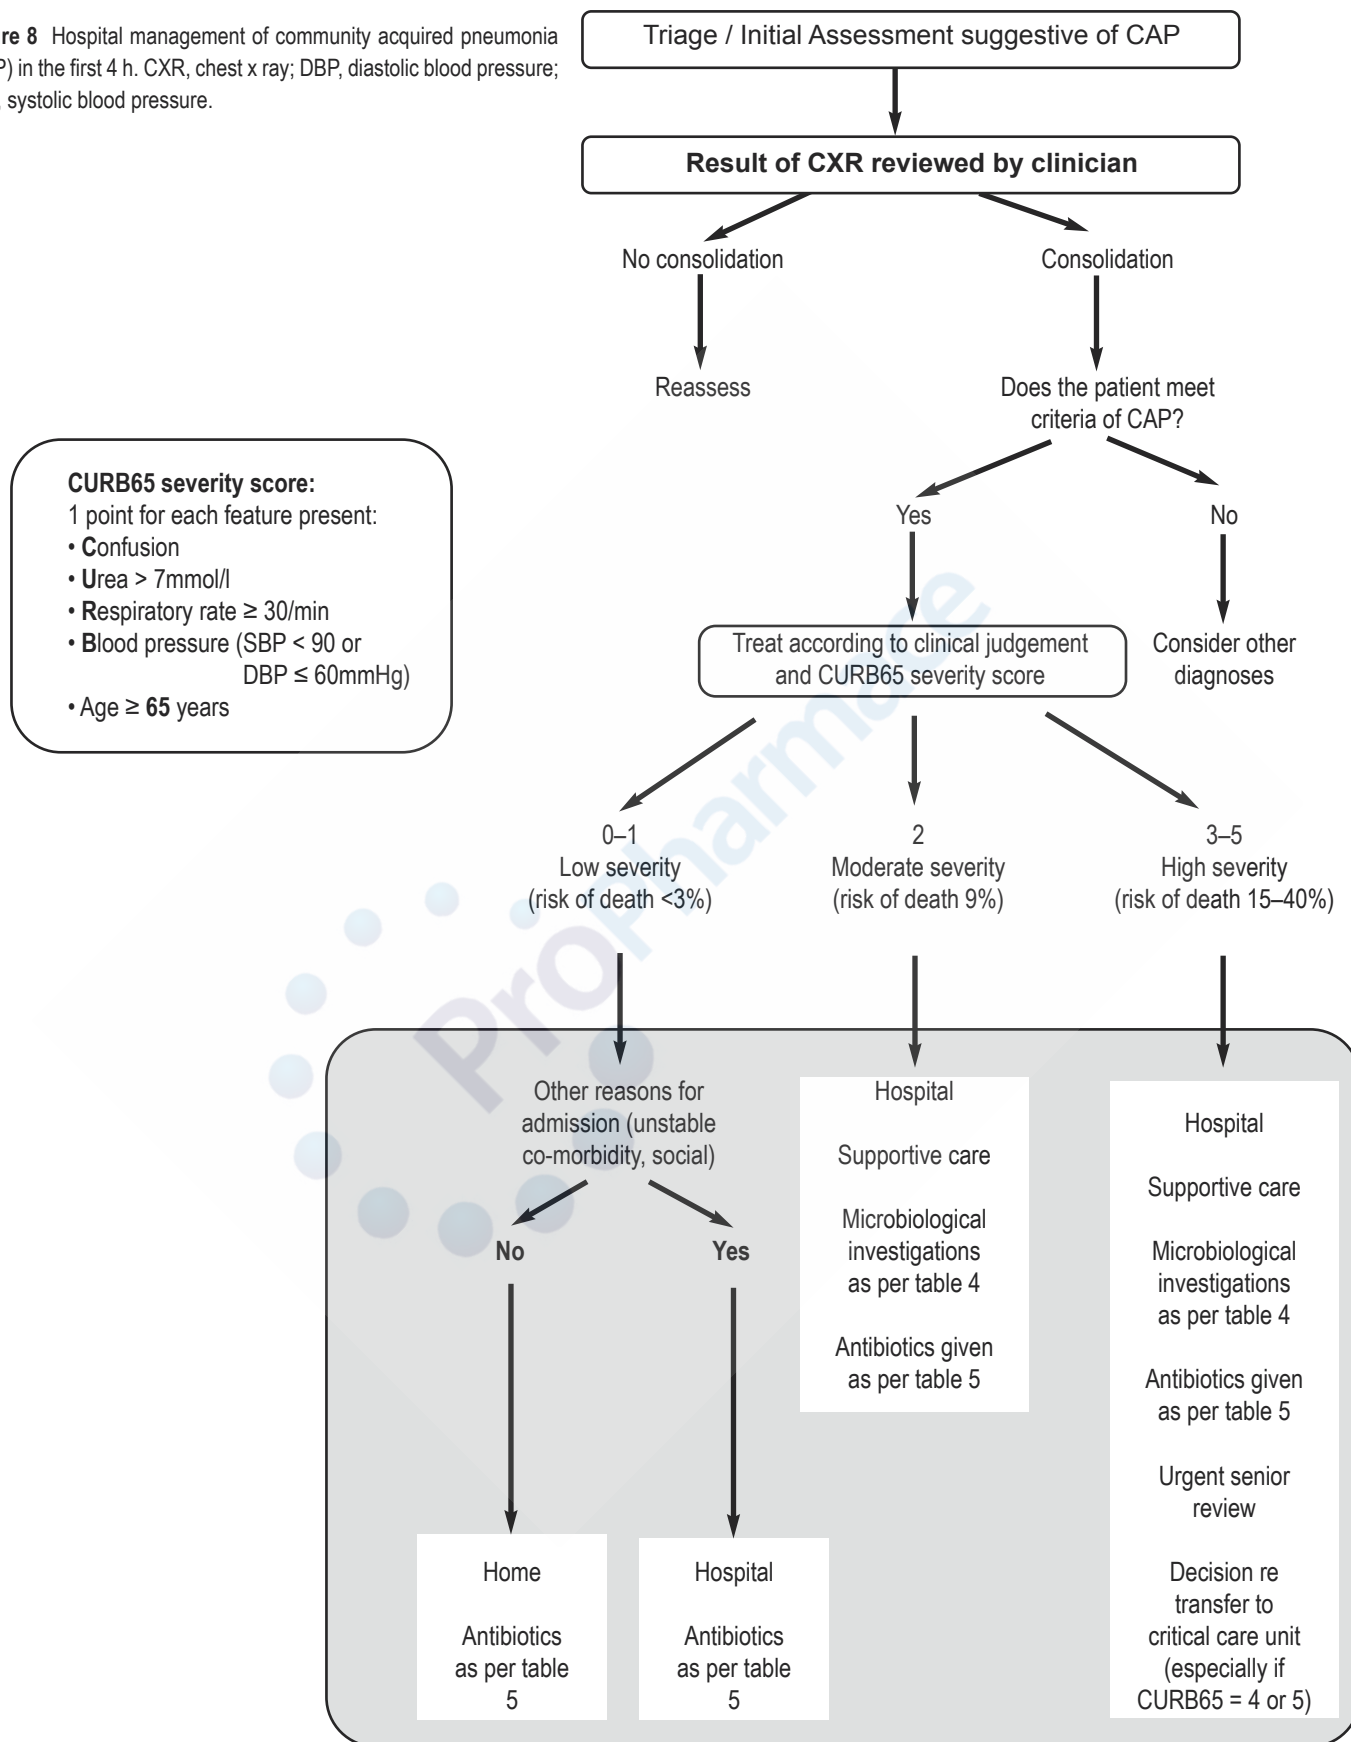 re 8 Hospital management of community acquired pneumonia
P) in the first 4 h. CXR, chest x ray; DBP, diastolic blood pressure;
, systolic blood pressure.
Triage / Initial Assessment suggestive of CAP
Result of CXR reviewed by clinician
No consolidation
Consolidation
Reassess
Does the patient meet
criteria of CAP?
CURB65 severity score:
1 point for each feature present:
• Confusion
• Urea > 7mmol/l
• Respiratory rate ≥ 30/min
• Blood pressure (SBP < 90 or
DBP ≤ 60mmHg)
• Age ≥ 65 years
Yes
No
Treat according to clinical judgement
and CURB65 severity score
Consider other
diagnoses
0–1
Low severity
(risk of death <3%)
2
Moderate severity
(risk of death 9%)
3–5
High severity
(risk of death 15–40%)
Other reasons for
admission (unstable
co-morbidity, social)
No
Yes
Home
Antibiotics
as per table
5
Hospital
Antibiotics
as per table
5
Hospital
Supportive care
Microbiological
investigations
as per table 4
Antibiotics given
as per table 5
Hospital
Supportive care
Microbiological
investigations
as per table 4
Antibiotics given
as per table 5
Urgent senior
review
Decision re
transfer to
critical care unit
(especially if
CURB65 = 4 or 5)
ProPharmace